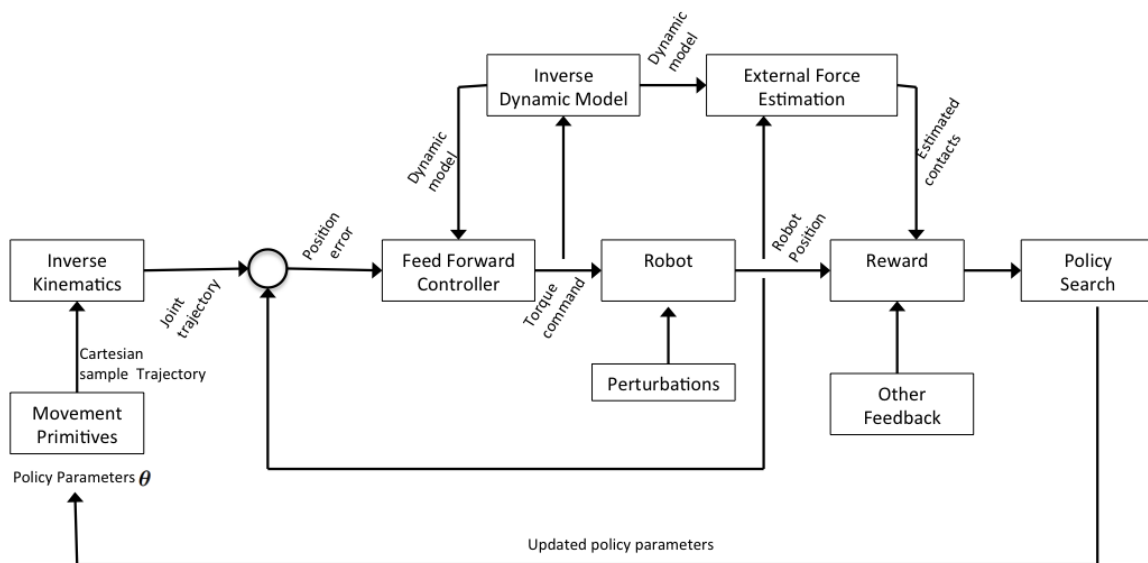 Dynamic
model
Inverse
Dynamic Model
External Force
Estimation
Dynamic
model
Estimated
contacts
Position
error
Robot
Position
Inverse
Kinematics
Joint
trajectory
Feed Forward
Controller
Torque
command
Robot
Reward
Policy
Search
Cartesian
sample Trajectory
Perturbations
Other
Feedback
Movement
Primitives
Policy Parameters θ
Updated policy parameters